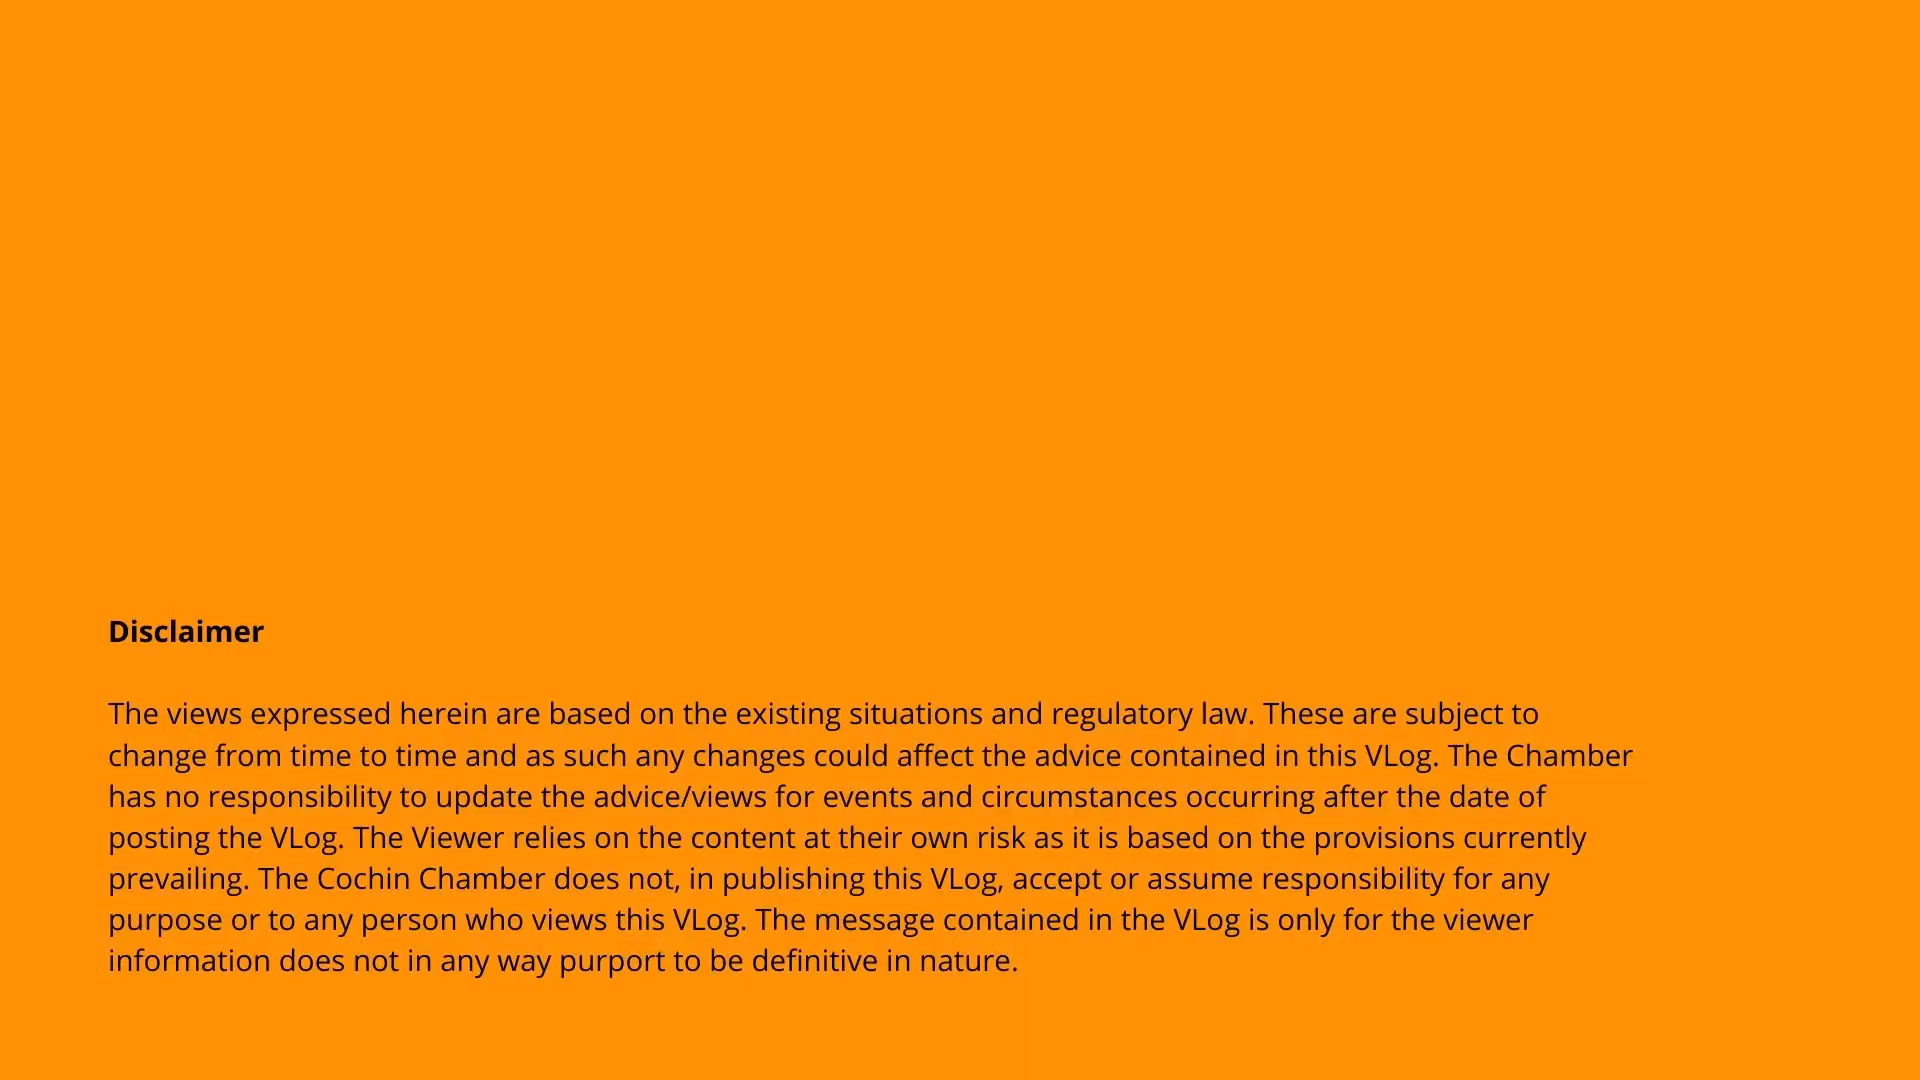 Disclaimer
The views expressed herein are based on the existing situations and regulatory law. These are subject to
change from time to time and as such any changes could affect the advice contained in this VLog. The Chamber
has no responsibility to update the advice/views for events and circumstances occurring after the date of
posting the VLog. The Viewer relies on the content at their own risk as it is based on the provisions currently
prevailing. The Cochin Chamber does not, in publishing this VLog, accept or assume responsibility for any
purpose or to any person who views this VLog. The message contained in the VLog is only for the viewer
information does not in any way purport to be definitive in nature.